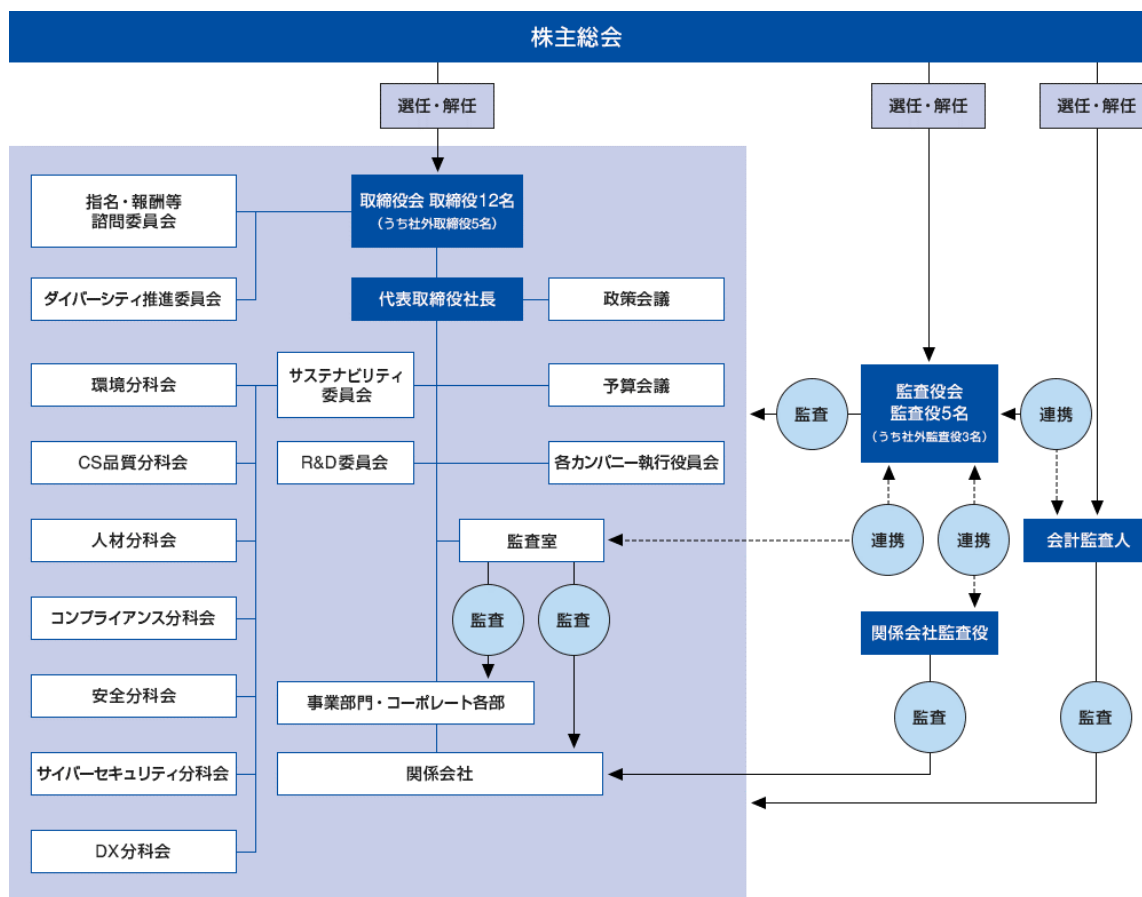 株主総会
選任・解任
選任・解任
選任・解任
指名・報酬等
諮問委員会
取締役会 取締役12名
（うち社外取締役5名）
ダイバーシティ推進委員会
代表取締役社長
政策会議
環境分科会
サステナビリティ
委員会
予算会議
監査
監査役会
監査役5名
（うち社外監査役3名）
連携
CS品質分科会
R&D委員会
各カンパニー執行役員会
人材分科会
監査室
連携
連携
会計監査人
コンプライアンス分科会
監査
監査
関係会社監査役
安全分科会
事業部門・コーポレート各部
監査
監査
サイバーセキュリティ分科会
関係会社
DX分科会